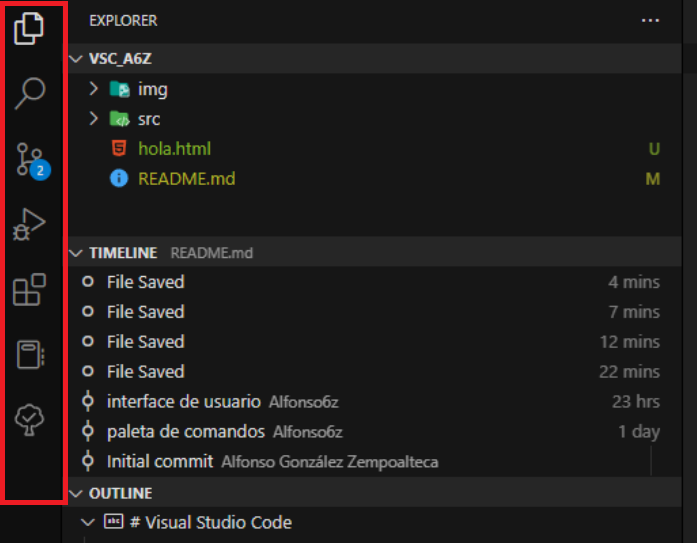 EXPLORER
VSC_A6Z
img
src
hola.html U
2
README.md M
TIMELINE README.md
File Saved 4 mins
File Saved 7 mins
File Saved 12 mins
File Saved 22 mins
interface de usuario Alfonso6z 23 hrs
paleta de comandos Alfonso6z 1 day
Initial commit Alfonso González Zempoalteca
OUTLINE
abc # Visual Studio Code